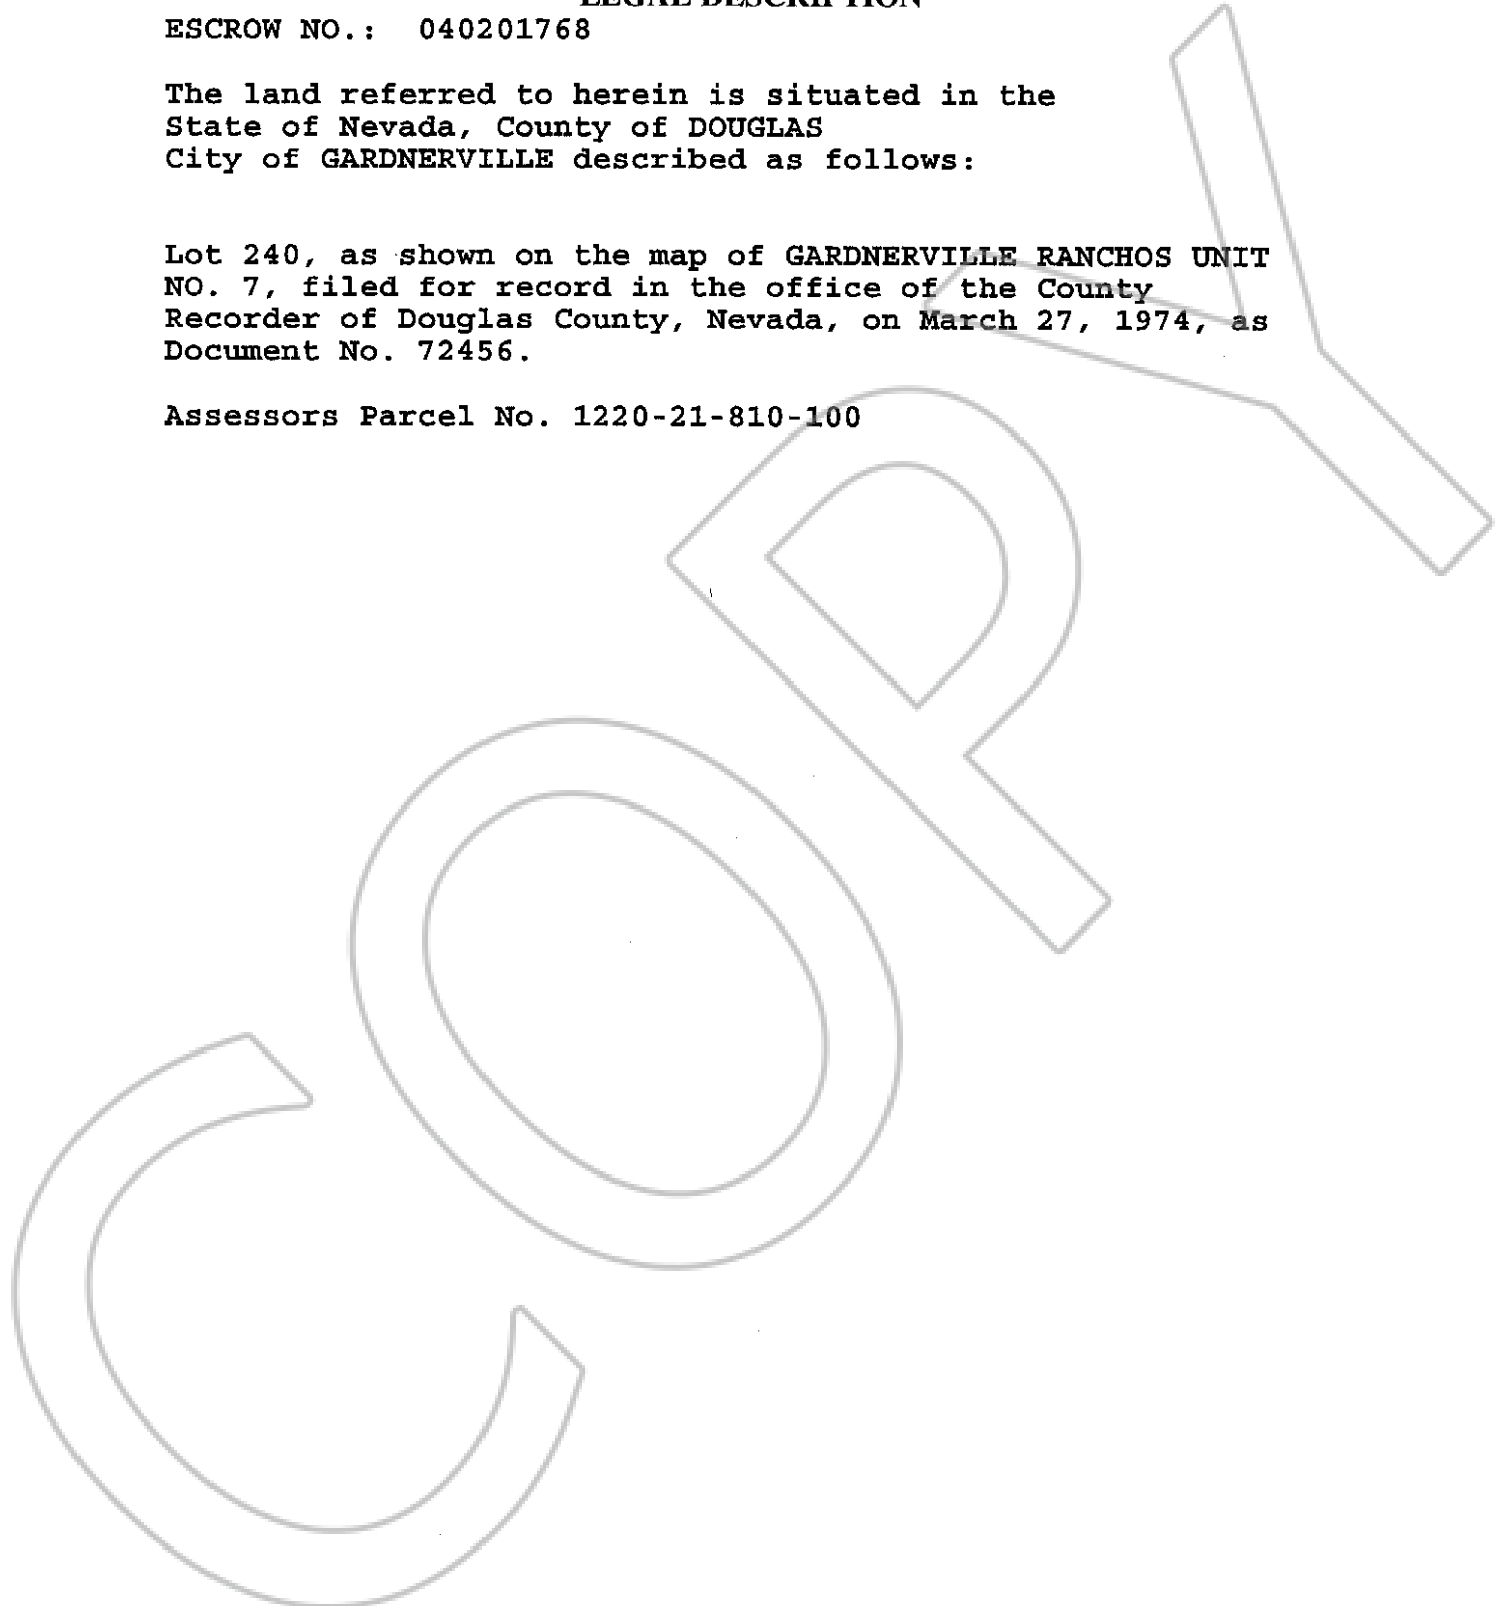 LEGAL DESCRIPTION
ESCROW NO.: 040201768
The land referred to herein is situated in the
State of Nevada, County of DOUGLAS
City of GARDNERVILLE described as follows:
Lot 240, as shown on the map of GARDNERVILLE RANCHOS UNIT
NO. 7, filed for record in the office of the County
Recorder of Douglas County, Nevada, on March 27, 1974, as
Document No. 72456.
Assessors Parcel No. 1220-21-810-100
COPY